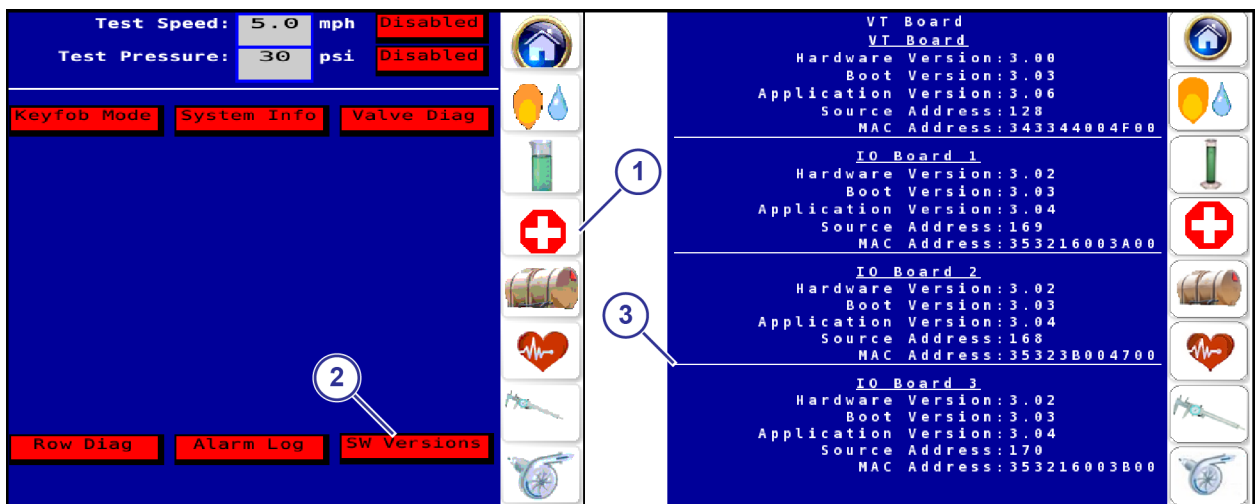 Test Speed: 5.0 mph Disabled
Test Pressure: 30 psi Disabled
Keyfob Mode System Info Valve Diag
1
2
Row Diag Alarm Log SW Versions
VT Board
VT Board
Hardware Version:3.00
Boot Version:3.03
Application Version:3.06
Source Address:128
MAC Address:343344004F00
IO Board 1
Hardware Version:3.02
Boot Version:3.03
Application Version:3.04
Source Address:169
MAC Address:353216003A00
IO Board 2
Hardware Version:3.02
Boot Version:3.03
3
Application Version:3.04
Source Address:168
MAC Address:35323B004700
IO Board 3
Hardware Version:3.02
Boot Version:3.03
Application Version:3.04
Source Address:170
MAC Address:353216003B00